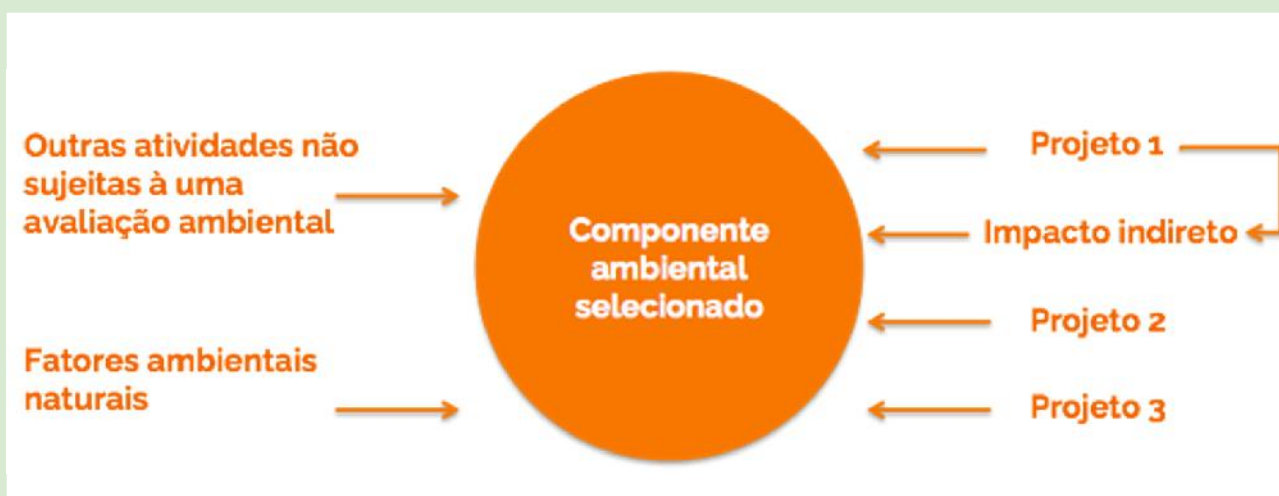 Outras atividades não
sujeitas à uma
avaliação ambiental
Fatores ambientais
naturais
Componente
ambiental
selecionado
Projeto 1
Impacto indireto
Projeto 2
Projeto 3